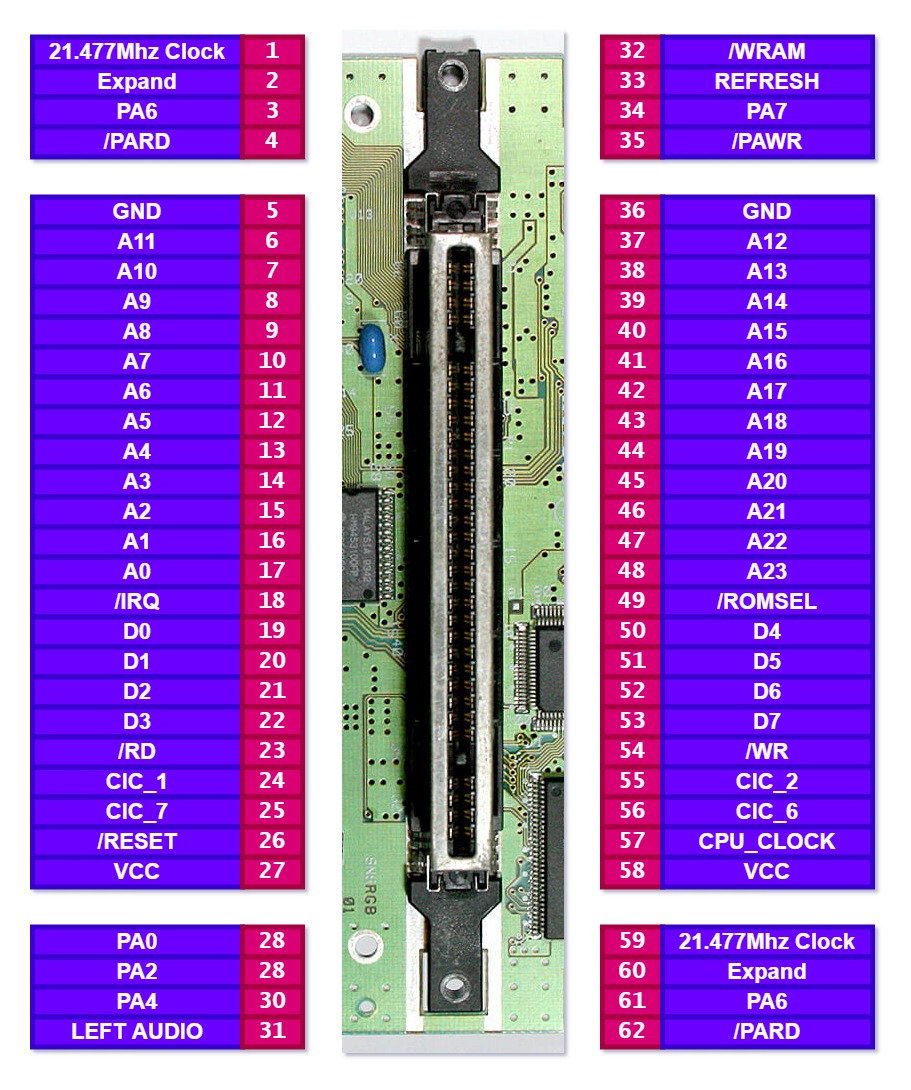 21.477Mhz Clock 1
Expand 2
PA6 3
/PARD 4
32 /WRAM
33 REFRESH
34 PA7
35 /PAWR
GND 5
A11 6
A10 7
A9 8
A8 9
A7 10
A6 11
A5 12
A4 13
A3 14
A2 15
A1 16
A0 17
/IRQ 18
D0 19
D1 20
D2 21
D3 22
/RD 23
CIC_1 24
CIC_7 25
/RESET 26
VCC 27
36 GND
37 A12
38 A13
39 A14
40 A15
41 A16
42 A17
43 A18
44 A19
45 A20
46 A21
47 A22
48 A23
49 /ROMSEL
50 D4
51 D5
52 D6
53 D7
54 /WR
55 CIC_2
56 CIC_6
57 CPU_CLOCK
58 VCC
PA0 28
PA2 28
PA4 30
LEFT AUDIO 31
59 21.477Mhz Clock
60 Expand
61 PA6
62 /PARD
MALAYSIA
RGB
01